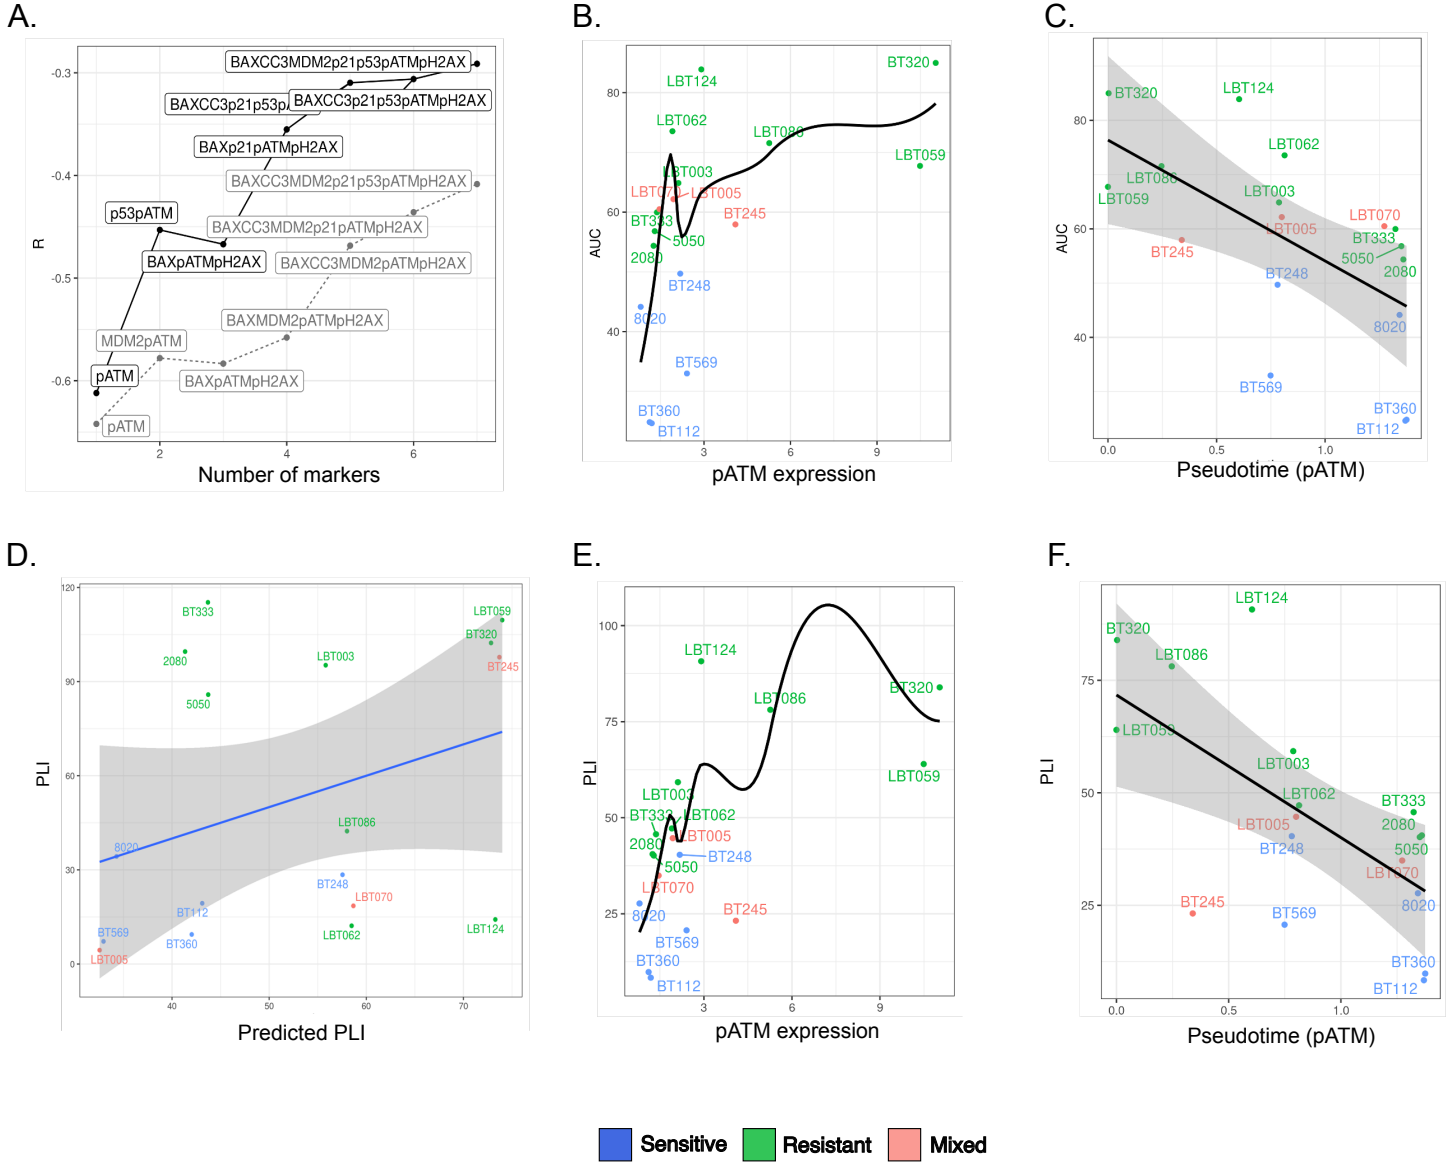 A.
BAXCC3MDM2p21p53pATMpH2AX
BAXCC3p21p53pA
BAXCC3p21p53pATMpH2AX
BAXp21pATMpH2AX
BAXCC3MDM2p21p53pATMpH2AX
p53pATM
BAXCC3MDM2p21pATMpH2AX
BAXpATMpH2AX
BAXCC3MDM2pATMpH2AX
BAXMDM2pATMpH2AX
MDM2pATM
pATM
BAXpATMpH2AX
pATM
-0.3
-0.4
-0.5
-0.6
R
2
4
6
Number of markers
B.
BT320
LBT124
LBT062
LBT086
LBT059
LBT003
LBT070
LBT005
BT333
BT245
5050
2080
BT248
8020
BT569
BT360
BT112
80
60
40
AUC
3
6
9
pATM expression
C.
BT320
LBT124
LBT062
LBT086
LBT059
LBT003
LBT005
LBT070
BT333
BT245
5050
2080
BT248
8020
BT569
BT360
BT112
80
60
40
AUC
0.0
0.5
1.0
Pseudotime (pATM)
D.
BT333
LBT059
BT320
2080
LBT003
BT245
5050
LBT086
8020
BT248
LBT070
BT112
LBT124
BT569
BT360
LBT062
LBT005
120
90
60
30
0
PLI
40
50
60
70
Predicted PLI
E.
LBT124
BT320
LBT086
LBT059
LBT003
BT333
LBT062
LBT005
2080
BT248
5050
LBT070
8020
BT245
BT569
BT360
BT112
100
75
50
25
PLI
3
6
9
pATM expression
F.
LBT124
BT320
LBT086
LBT059
LBT003
LBT062
BT333
LBT005
2080
BT248
5050
LBT070
BT245
8020
BT569
BT360
BT112
75
50
25
PLI
0.0
0.5
1.0
Pseudotime (pATM)
Sensitive
Resistant
Mixed